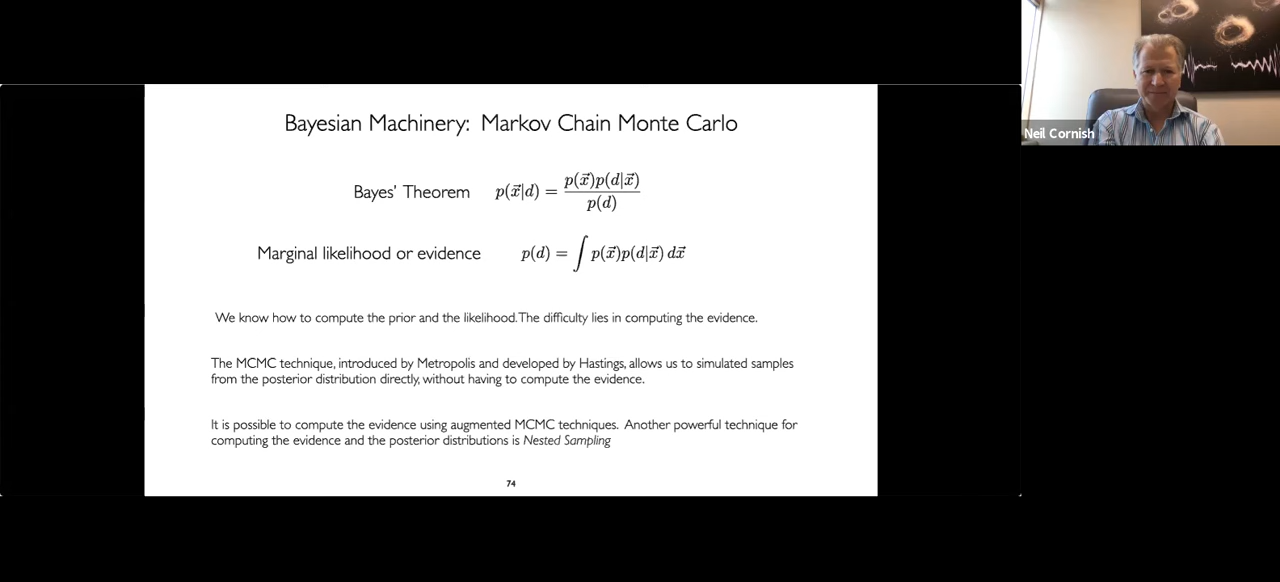 Bayesian Machinery: Markov Chain Monte Carlo
Bayes' Theorem p(x⃗|d) = p(x⃗)p(d|x⃗) / p(d)
Marginal likelihood or evidence p(d) = ∫ p(x⃗)p(d|x⃗) dx⃗
We know how to compute the prior and the likelihood. The difficulty lies in computing the evidence.
The MCMC technique, introduced by Metropolis and developed by Hastings, allows us to simulated samples
from the posterior distribution directly, without having to compute the evidence.
It is possible to compute the evidence using augmented MCMC techniques. Another powerful technique for
computing the evidence and the posterior distributions is Nested Sampling
74
Neil Cornish